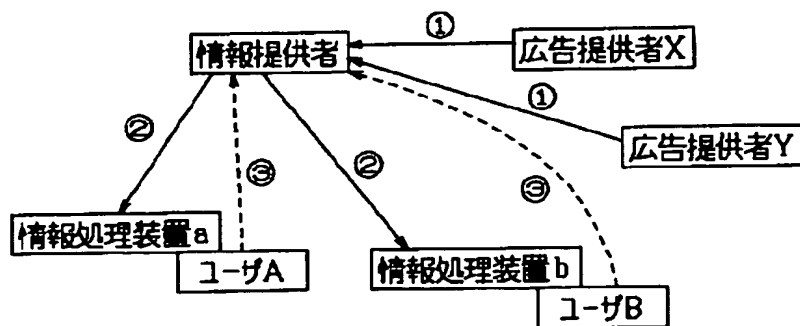 ①
情報提供者
広告提供者X
①
広告提供者Y
②
②
③
③
情報処理装置a
ユーザA
情報処理装置b
ユーザB